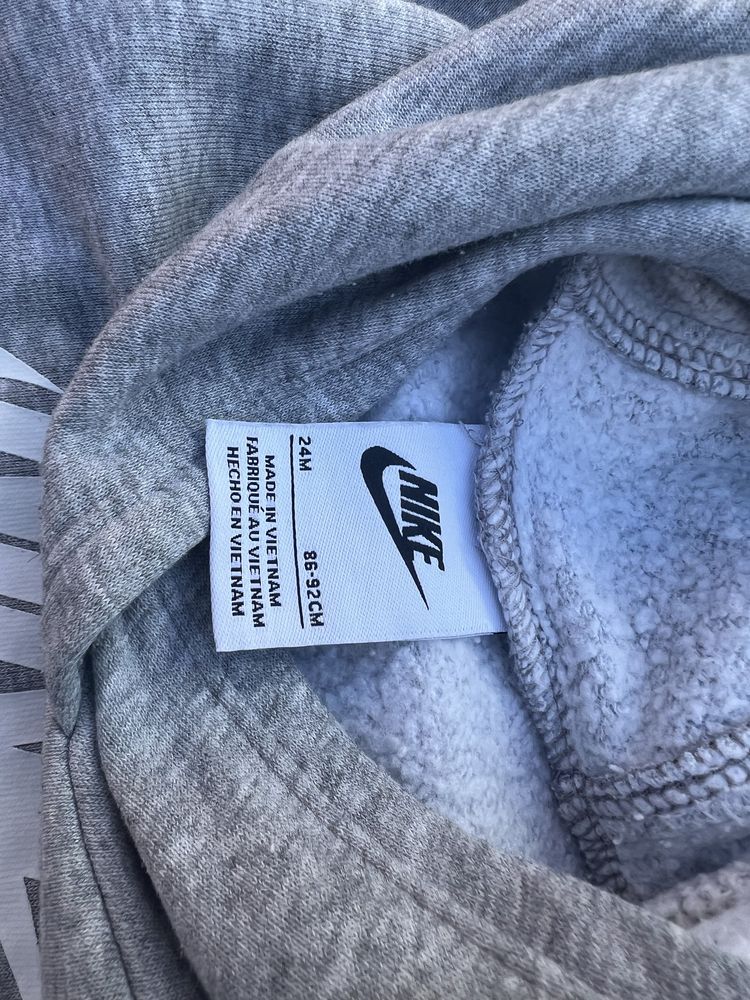 NIKE
24M 86-92CM
MADE IN VIETNAM
FABRIQUÉ AU VIETNAM
HECHO EN VIETNAM